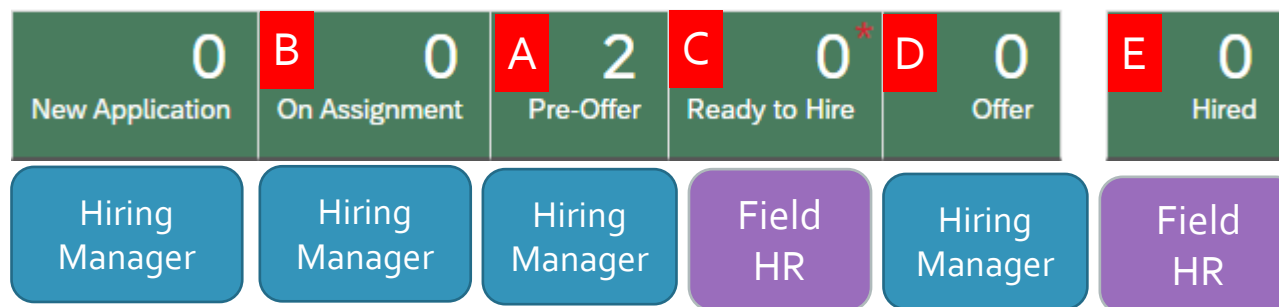 0
New Application
B 0
On Assignment
A 2
Pre-Offer
C 0*
Ready to Hire
D 0
Offer
E 0
Hired
Hiring
Manager
Hiring
Manager
Hiring
Manager
Field
HR
Hiring
Manager
Field
HR